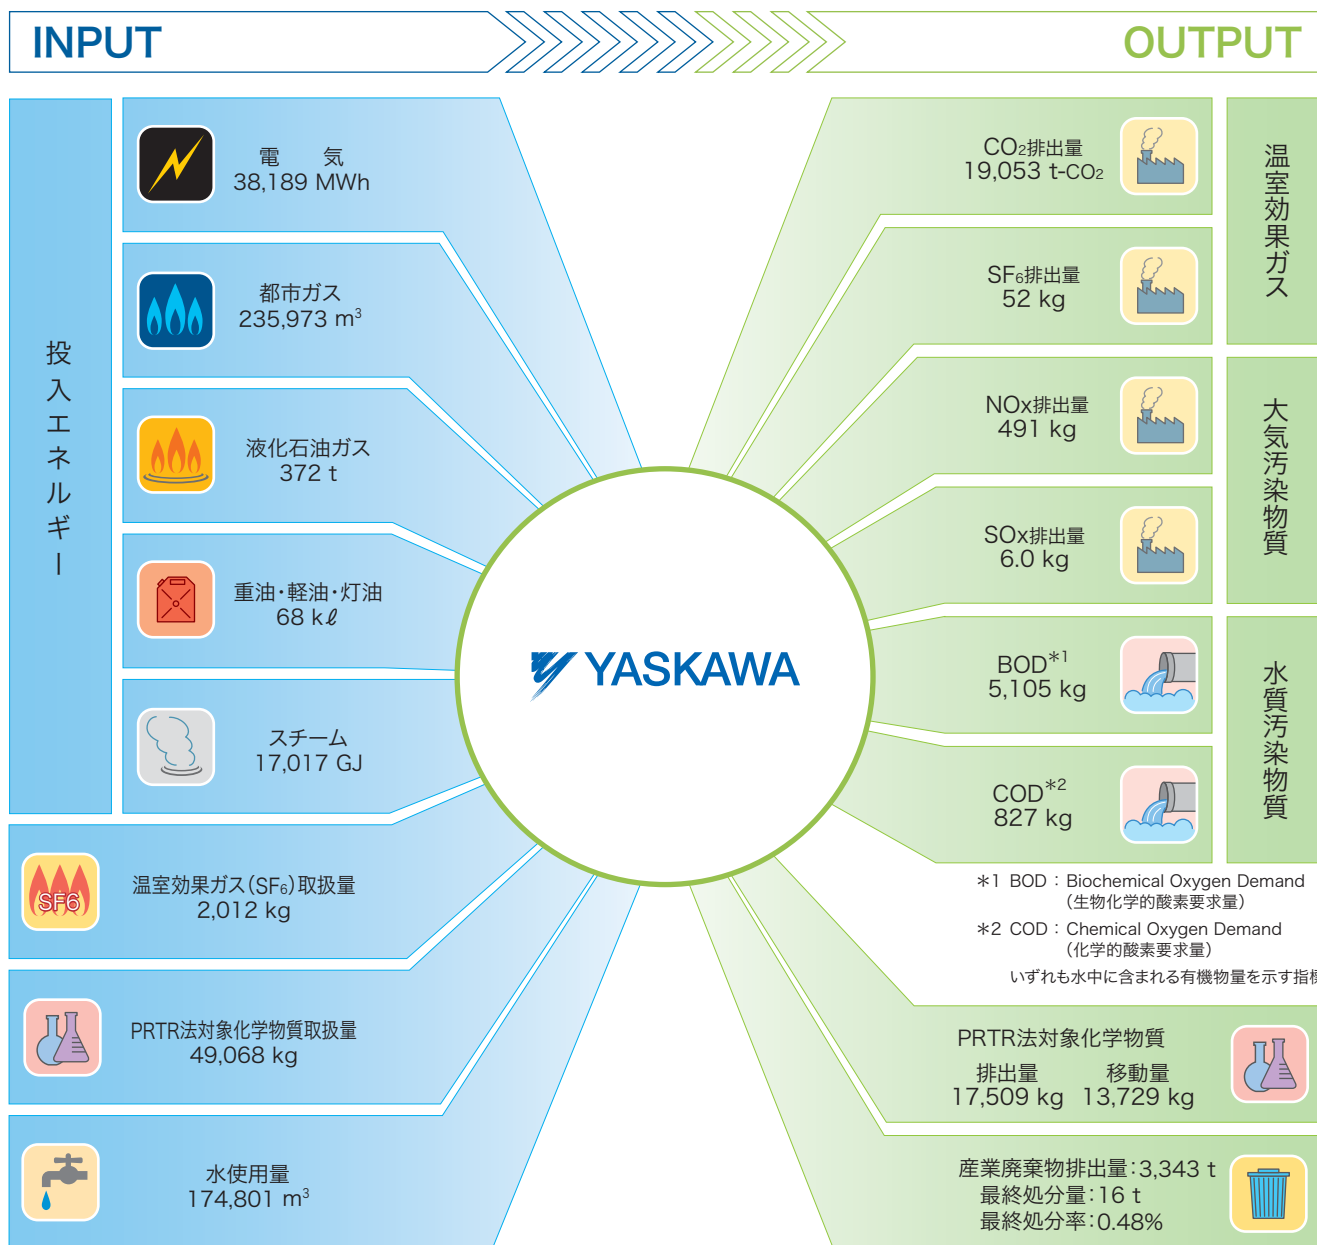 INPUT
OUTPUT
投入エネルギー
電　気
38,189 MWh
都市ガス
235,973 m³
液化石油ガス
372 t
重油・軽油・灯油
68 kℓ
スチーム
17,017 GJ
SF6
温室効果ガス(SF₆)取扱量
2,012 kg
PRTR法対象化学物質取扱量
49,068 kg
水使用量
174,801 m³
YASKAWA
CO₂排出量
19,053 t-CO₂
SF₆排出量
52 kg
温室効果ガス
NOx排出量
491 kg
SOx排出量
6.0 kg
大気汚染物質
BOD*1
5,105 kg
COD*2
827 kg
水質汚染物質
*1 BOD：Biochemical Oxygen Demand
（生物化学的酸素要求量）
*2 COD：Chemical Oxygen Demand
（化学的酸素要求量）
いずれも水中に含まれる有機物量を示す指標
PRTR法対象化学物質
排出量　移動量
17,509 kg 13,729 kg
産業廃棄物排出量：3,343 t
最終処分量：16 t
最終処分率：0.48%